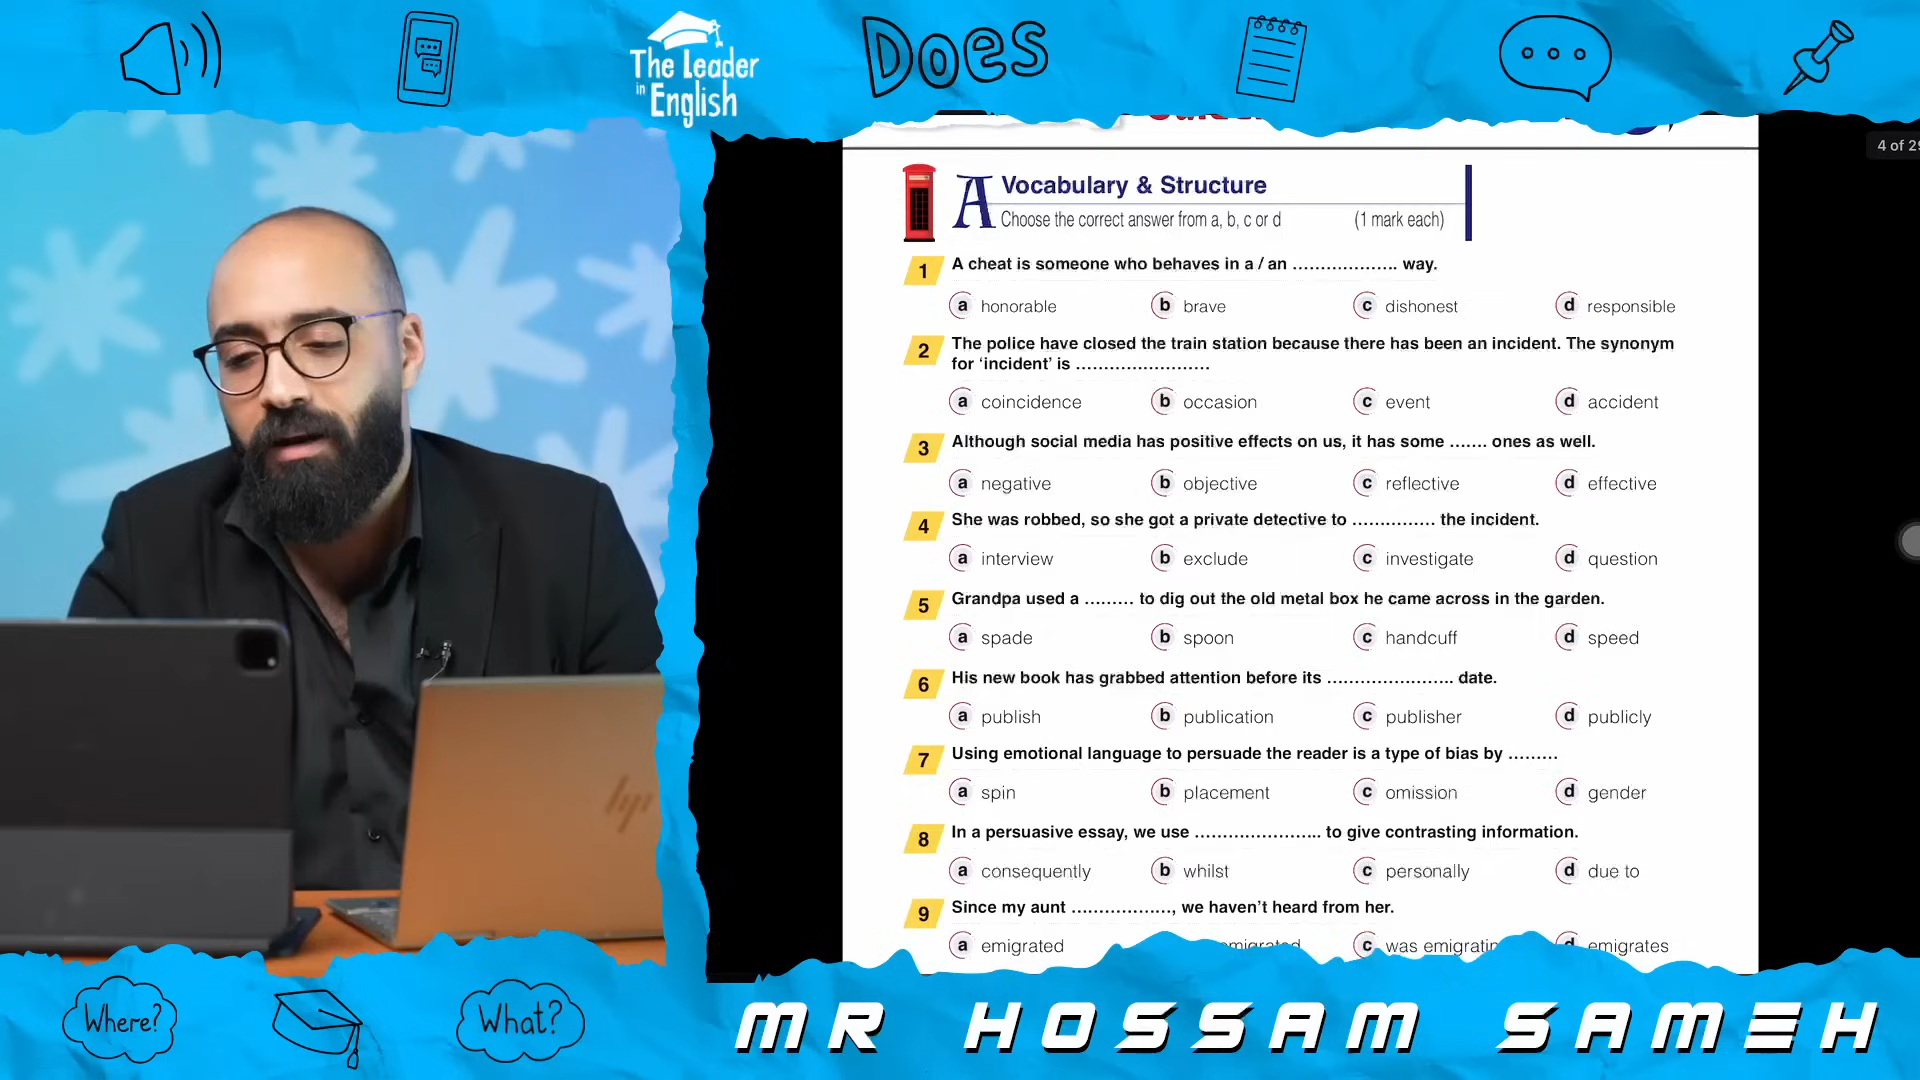 Does
The Leader
in
English
4 of 29
A
Vocabulary & Structure
Choose the correct answer from a, b, c or d (1 mark each)
1 A cheat is someone who behaves in a / an ................... way.
a honorable b brave c dishonest d responsible
2 The police have closed the train station because there has been an incident. The synonym
for ‘incident’ is ........................
a coincidence b occasion c event d accident
3 Although social media has positive effects on us, it has some ....... ones as well.
a negative b objective c reflective d effective
4 She was robbed, so she got a private detective to ............... the incident.
a interview b exclude c investigate d question
5 Grandpa used a ......... to dig out the old metal box he came across in the garden.
a spade b spoon c handcuff d speed
6 His new book has grabbed attention before its ....................... date.
a publish b publication c publisher d publicly
7 Using emotional language to persuade the reader is a type of bias by .........
a spin b placement c omission d gender
8 In a persuasive essay, we use ....................... to give contrasting information.
a consequently b whilst c personally d due to
9 Since my aunt .................., we haven’t heard from her.
a emigrated c was emigrating d emigrates
hp
Where?
What?
MR HOSSAM SAMEH